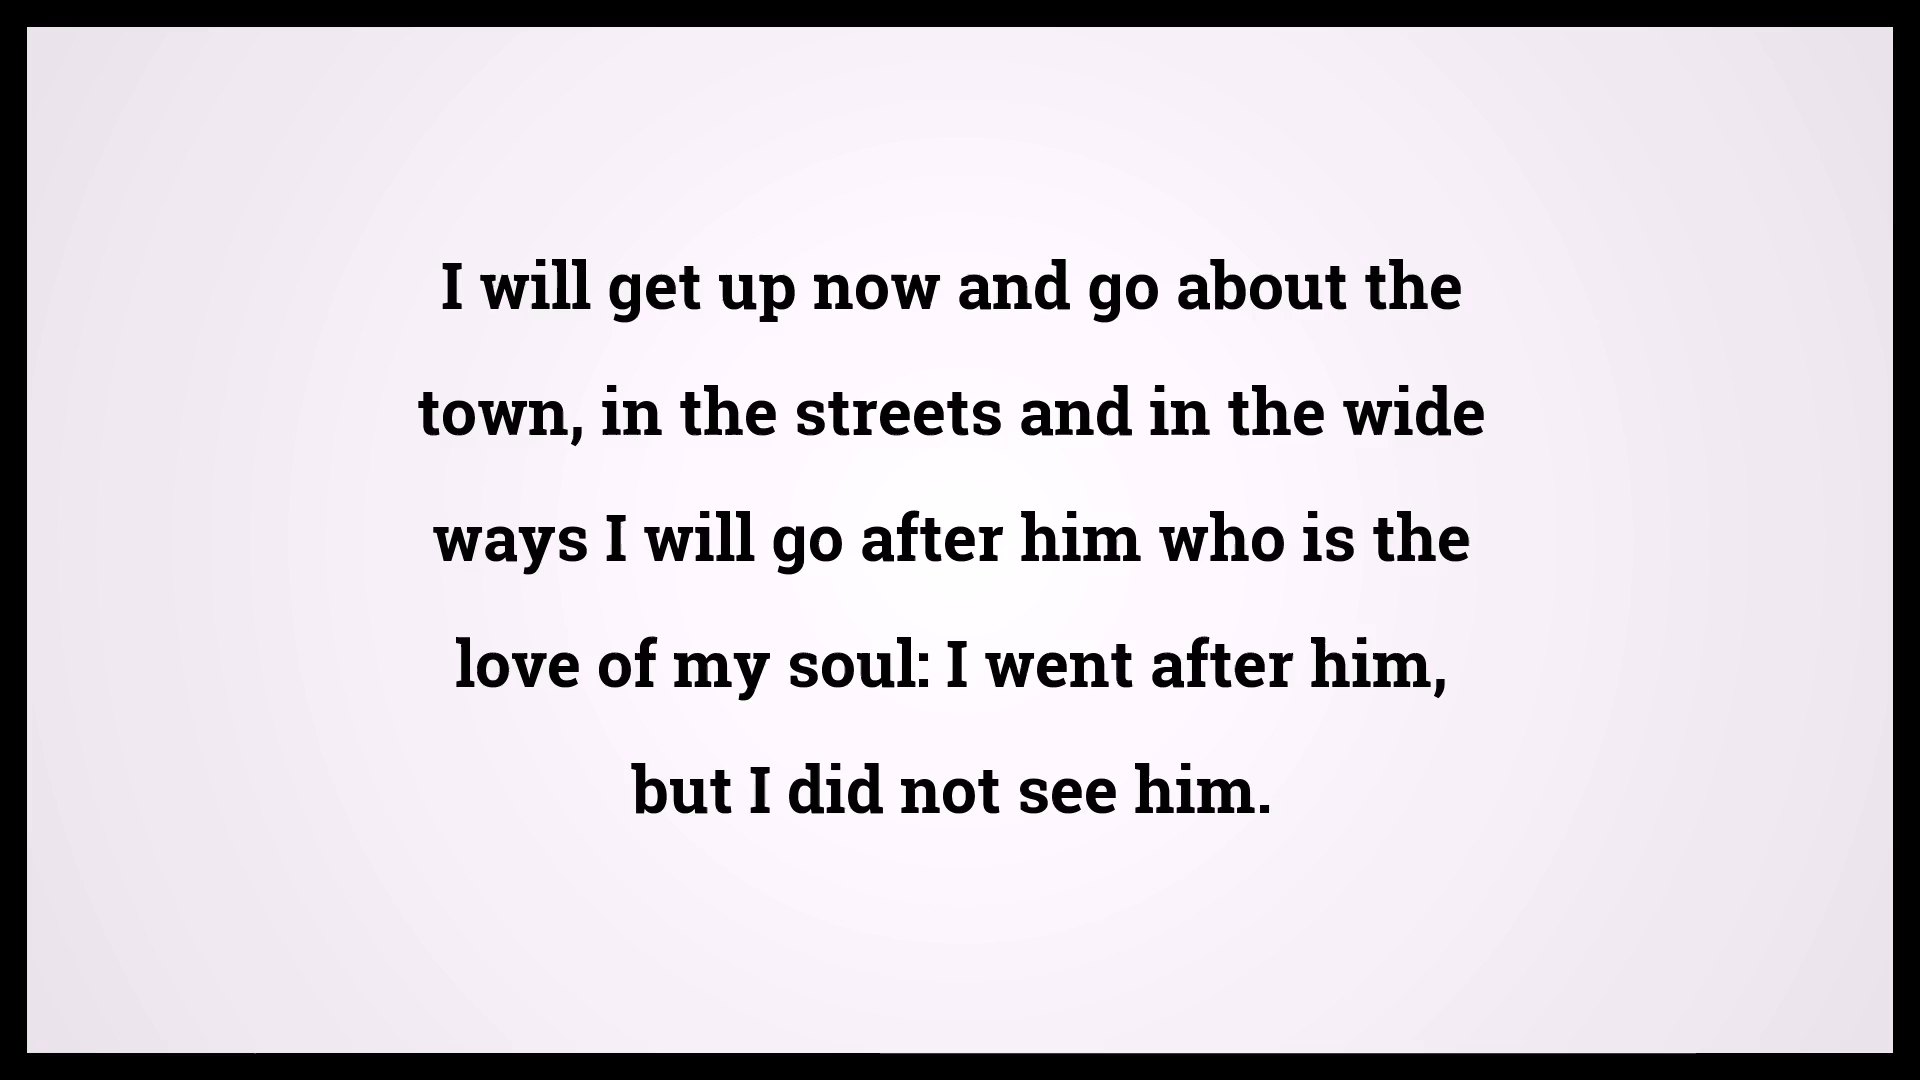 I will get up now and go about the
town, in the streets and in the wide
ways I will go after him who is the
love of my soul: I went after him,
but I did not see him.